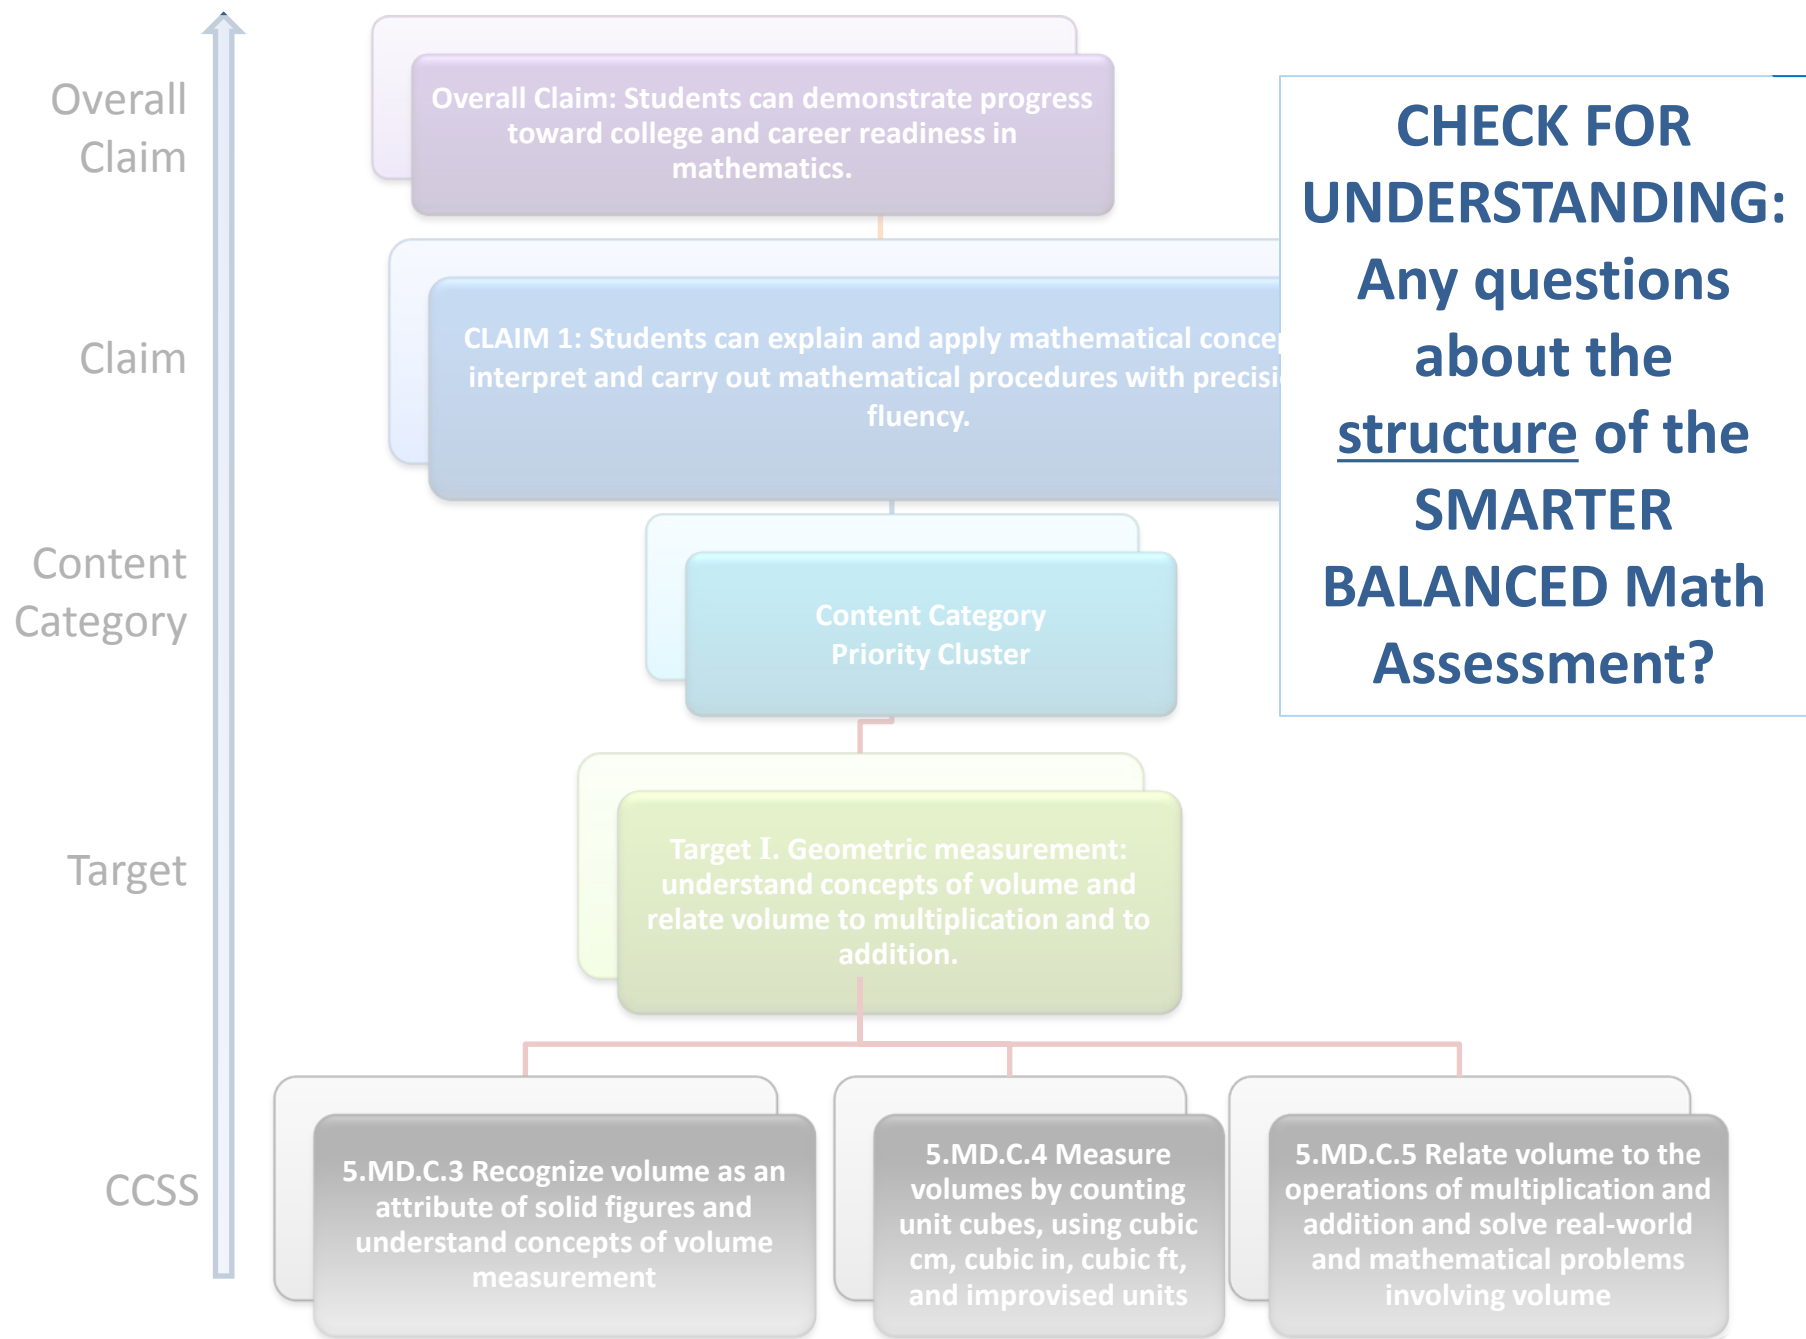 Overall
Claim
Overall Claim: Students can demonstrate progress
toward college and career readiness in
mathematics.
CHECK FOR
UNDERSTANDING:
Any questions
about the
structure of the
SMARTER
BALANCED Math
Assessment?
Claim
CLAIM 1: Students can explain and apply mathematical
interpret and carry out mathematical procedures with
fluency.
Content
Category
Content Category
Priority Cluster
Target
Target I. Geometric measurement:
understand concepts of volume and
relate volume to multiplication and to
addition.
CCSS
5.MD.C.3 Recognize volume as an
attribute of solid figures and
understand concepts of volume
measurement
5.MD.C.4 Measure
volumes by counting
unit cubes, using cubic
cm, cubic in, cubic ft,
and improvised units
5.MD.C.5 Relate volume to the
operations of multiplication and
addition and solve real-world
and mathematical problems
involving volume